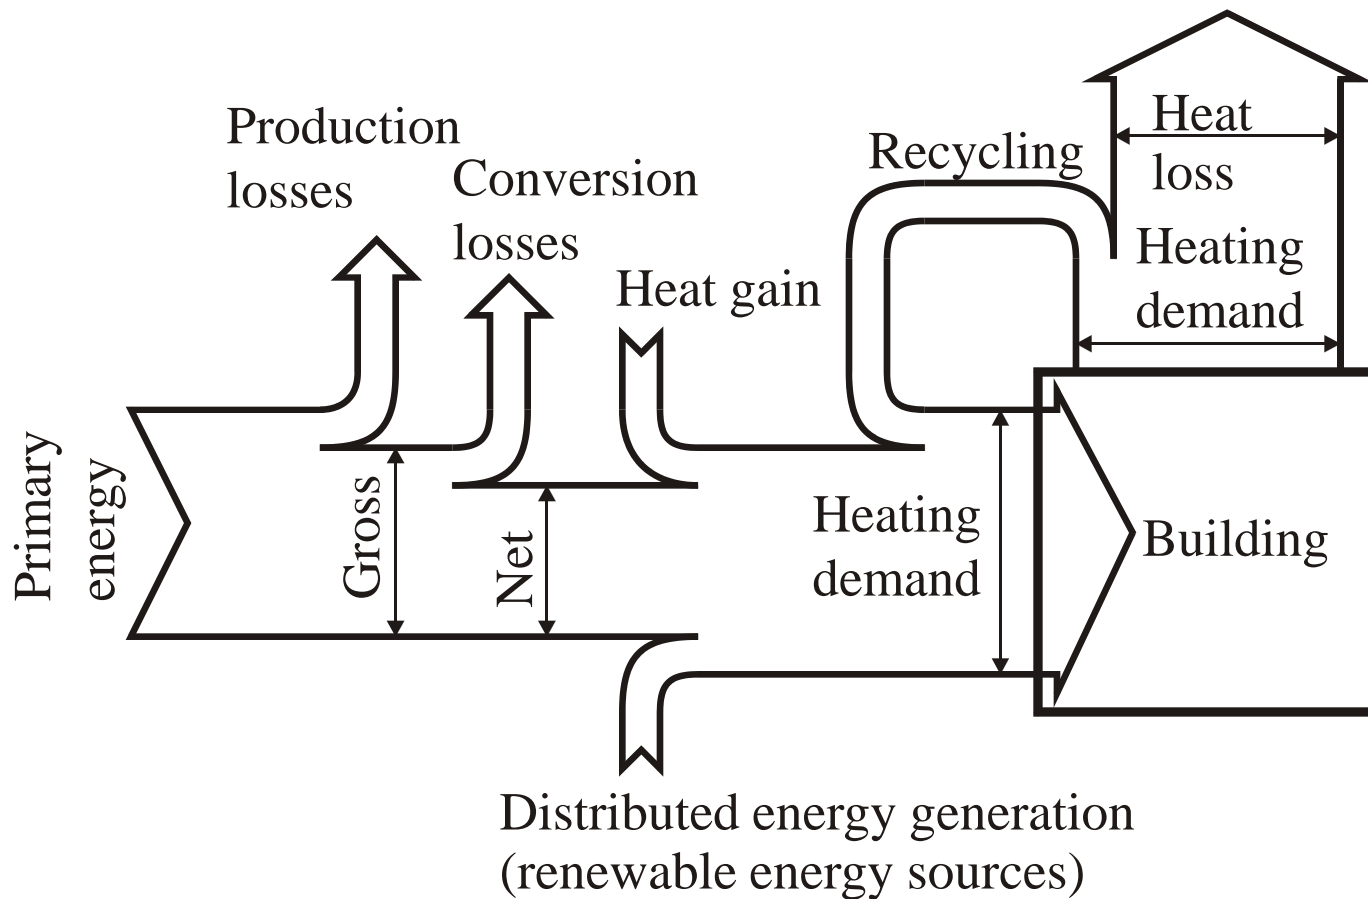 Production
losses
Conversion
losses
Heat gain
Recycling
Heat
loss
Heating
demand
Primary
energy
Gross
Net
Heating
demand
Building
Distributed energy generation
(renewable energy sources)